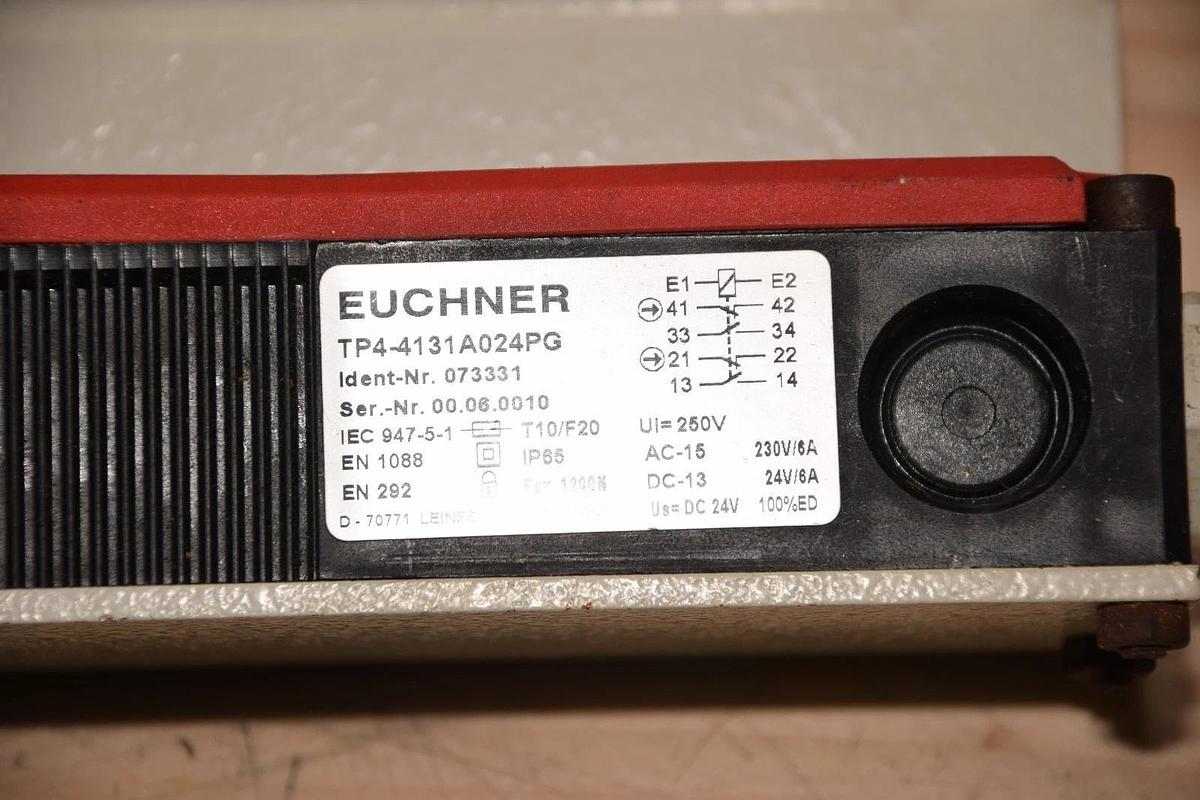 EUCHNER
TP4-4131A024PG
Ident-Nr. 073331
Ser.-Nr. 00.06.0010
IEC 947-5-1 T10/F20
EN 1088 IP65
EN 292
D - 70771
E1 E2
41 42
33 34
21 22
13 14
Ui= 250V
AC-15 230V/6A
DC-13 24V/6A
Us= DC 24V 100%ED